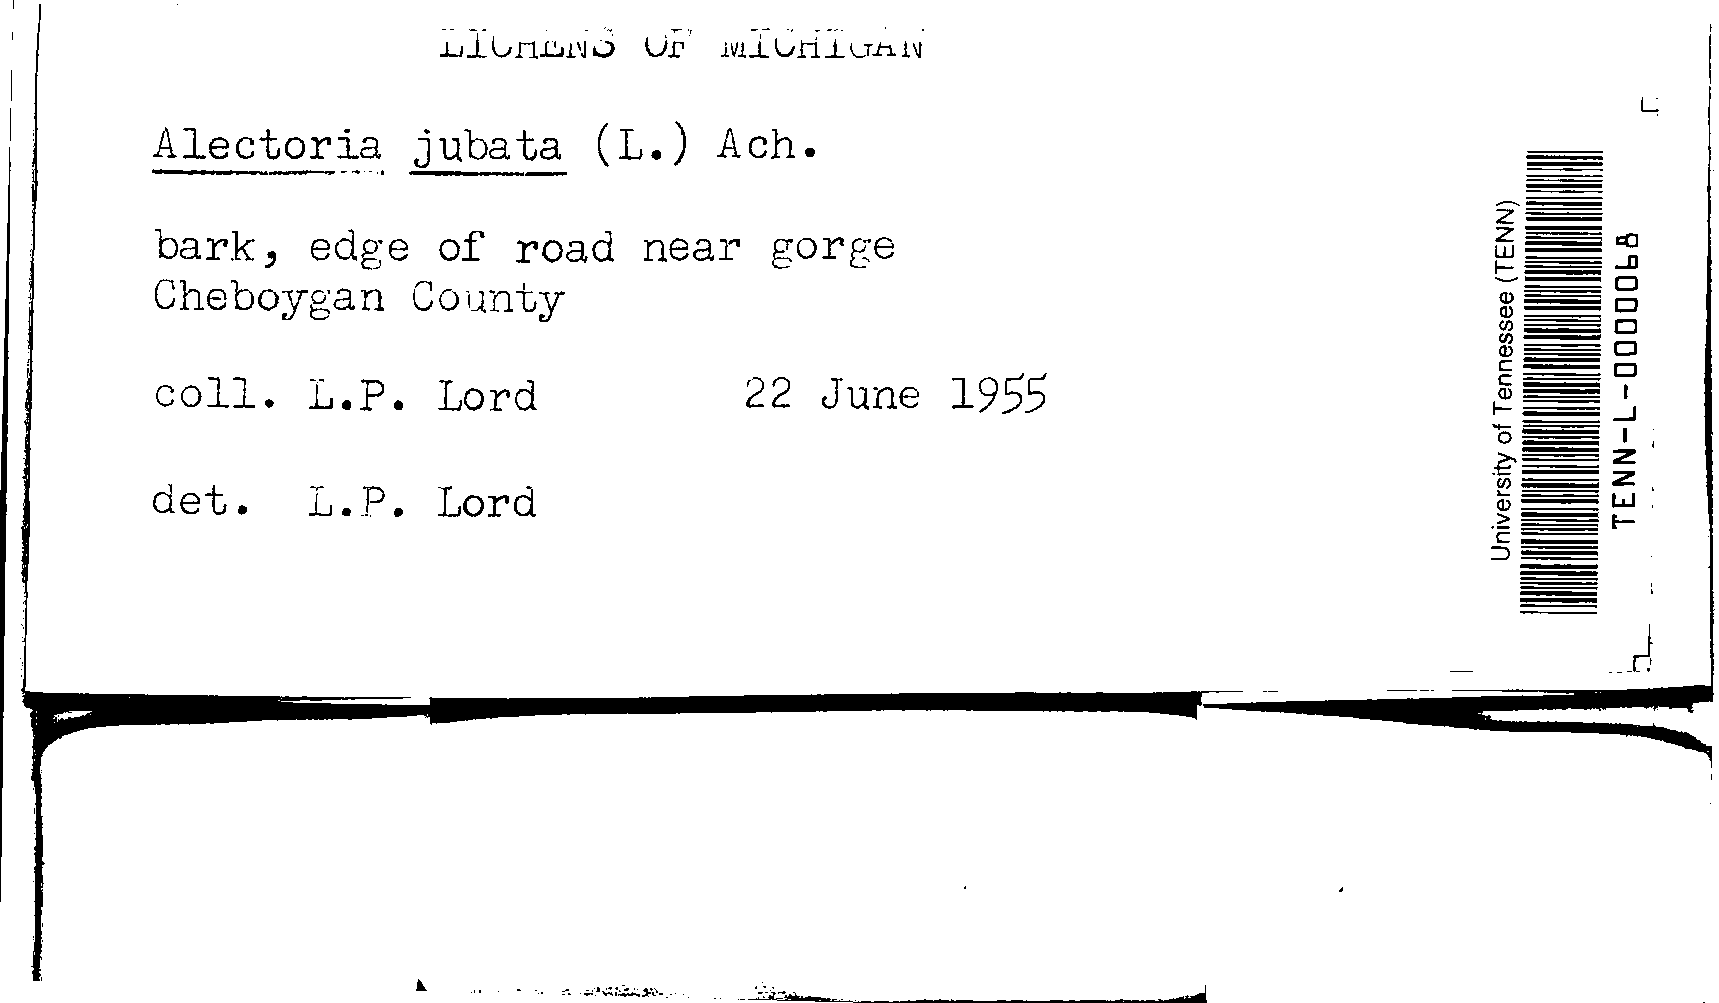 LICHENS OF MICHIGAN
Alectoria jubata (L.) Ach.
bark, edge of road near gorge
Cheboygan County
coll. L.P. Lord 22 June 1955
det. L.P. Lord
University of Tennessee (TENN)
TENN-L-0000068